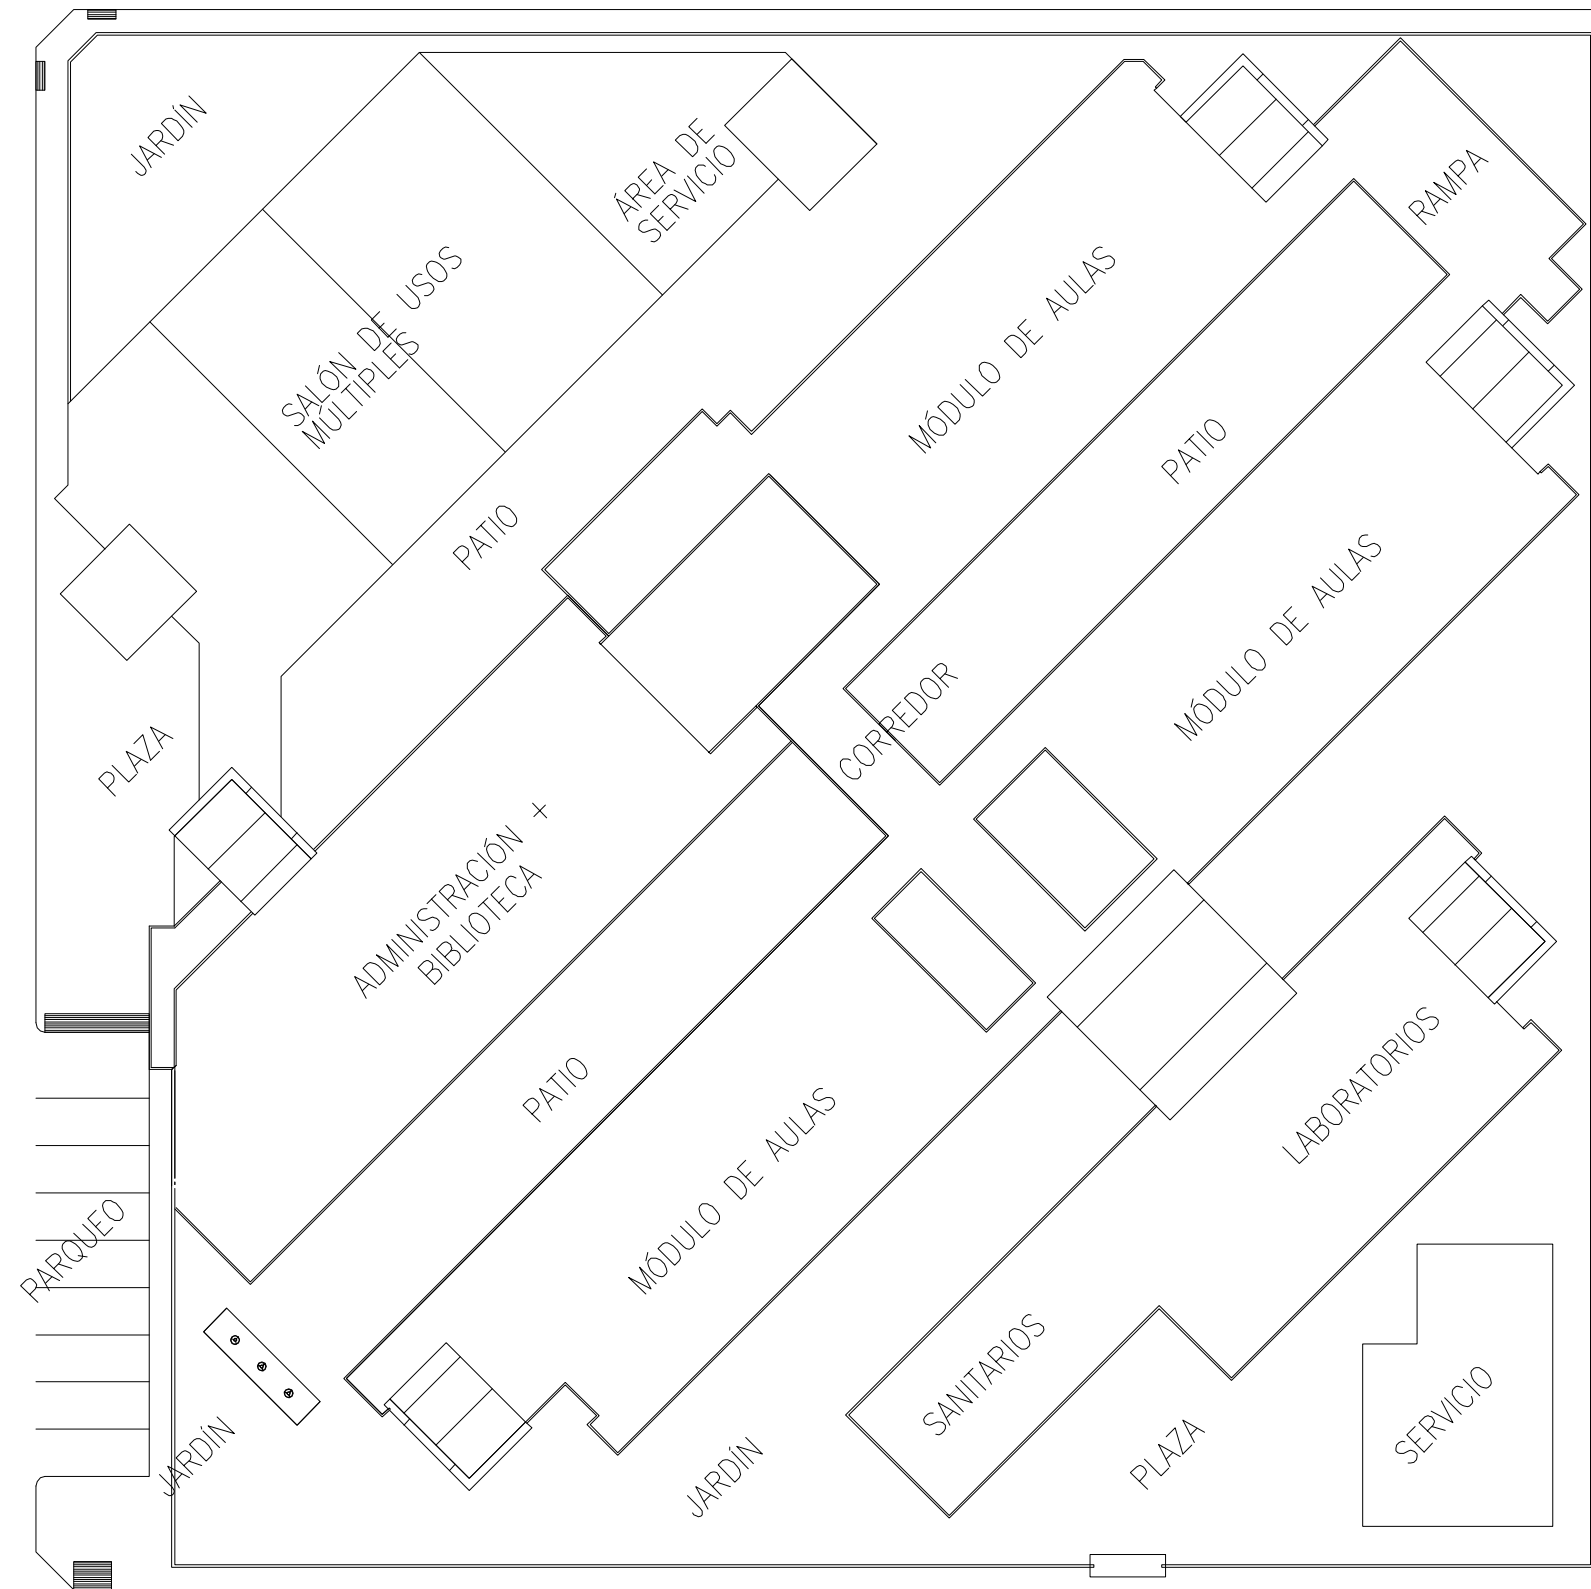 JARDÍN
ÁREA DE
SERVICIO
RAMPA
SALÓN DE USOS
MÚLTIPLES
MÓDULO DE AULAS
PATIO
PATIO
MÓDULO DE AULAS
PLAZA
CORREDOR
ADMINISTRACIÓN +
BIBLIOTECA
PATIO
LABORATORIOS
MÓDULO DE AULAS
PARQUEO
SANITARIOS
SERVICIO
JARDÍN
JARDÍN
PLAZA